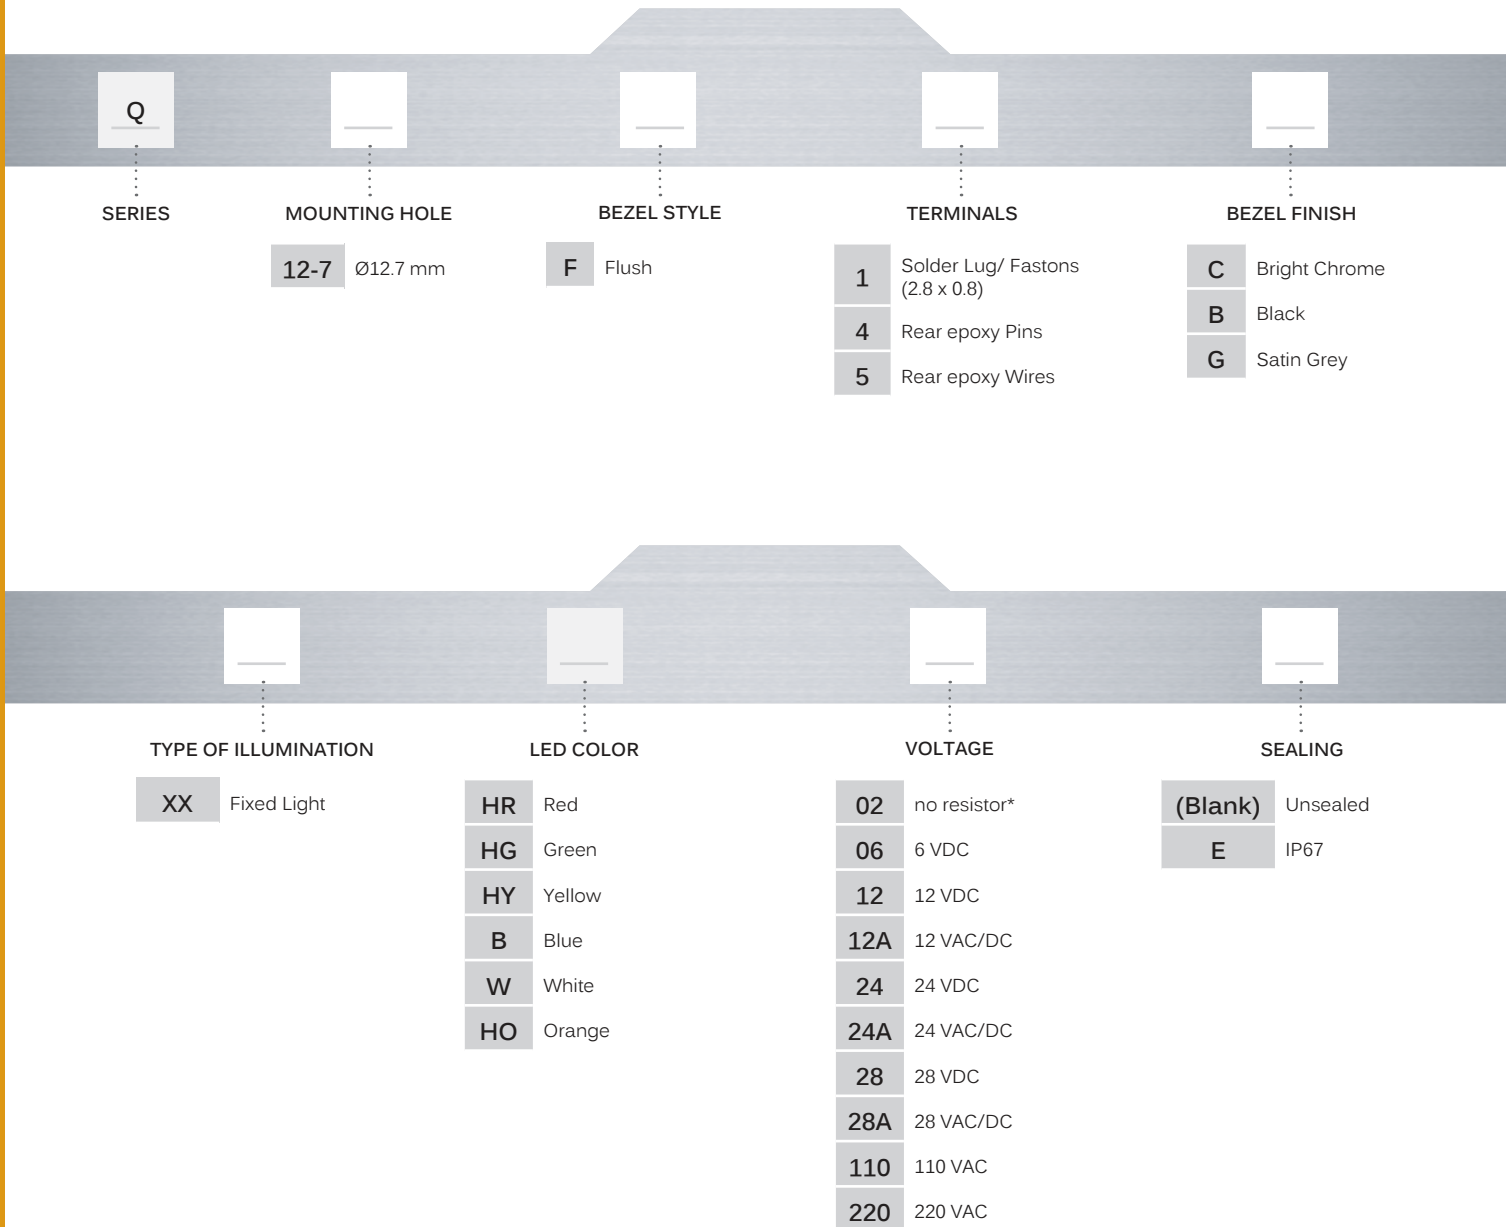 Q
SERIES
MOUNTING HOLE
12-7 Ø12.7 mm
BEZEL STYLE
F Flush
TERMINALS
1 Solder Lug/ Fastons
(2.8 x 0.8)
4 Rear epoxy Pins
5 Rear epoxy Wires
BEZEL FINISH
C Bright Chrome
B Black
G Satin Grey
TYPE OF ILLUMINATION
XX Fixed Light
LED COLOR
HR Red
HG Green
HY Yellow
B Blue
W White
HO Orange
VOLTAGE
02 no resistor*
06 6 VDC
12 12 VDC
12A 12 VAC/DC
24 24 VDC
24A 24 VAC/DC
28 28 VDC
28A 28 VAC/DC
110 110 VAC
220 220 VAC
SEALING
(Blank) Unsealed
E IP67